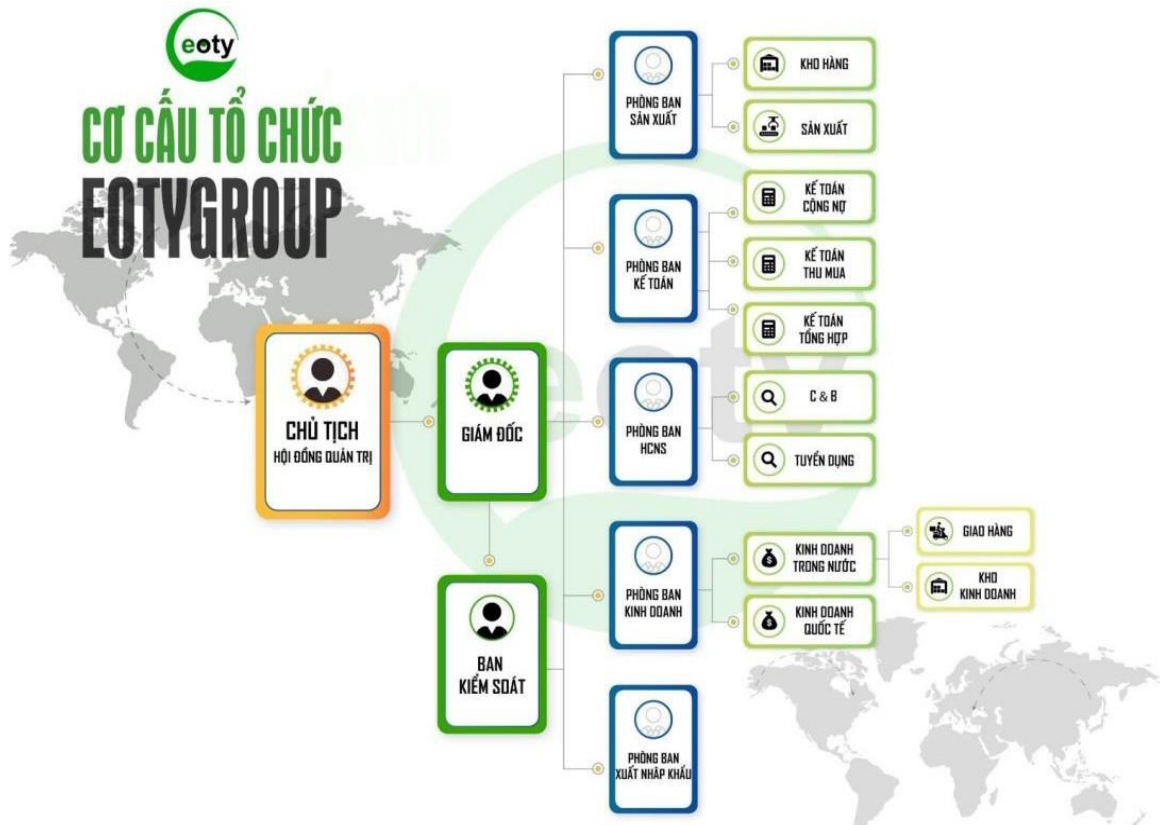 eoty
CƠ CẤU TỔ CHỨC
EOTYGROUP
CHỦ TỊCH
HỘI ĐỒNG QUẢN TRỊ
GIÁM ĐỐC
BAN
KIỂM SOÁT
PHÒNG BAN
SẢN XUẤT
KHO HÀNG
SẢN XUẤT
PHÒNG BAN
KẾ TOÁN
KẾ TOÁN
CỘNG NỢ
KẾ TOÁN
THU MUA
KẾ TOÁN
TỔNG HỢP
PHÒNG BAN
HCNS
C & B
TUYỂN DỤNG
PHÒNG BAN
KINH DOANH
KINH DOANH
TRONG NƯỚC
GIAO HÀNG
KHO
KINH DOANH
KINH DOANH
QUỐC TẾ
PHÒNG BAN
XUẤT NHẬP KHẨU
eoty